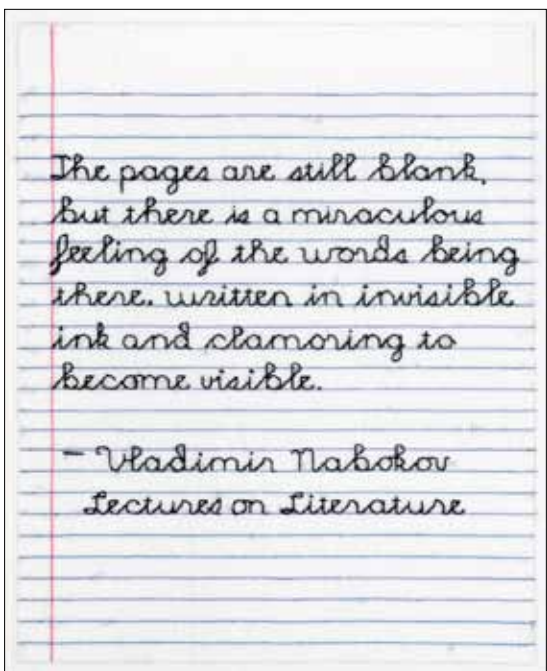 The pages are still blank,
but there is a miraculous
feeling of the words being
there, written in invisible
ink and clamoring to
become visible.
- Vladimir Nabokov
Lectures on Literature